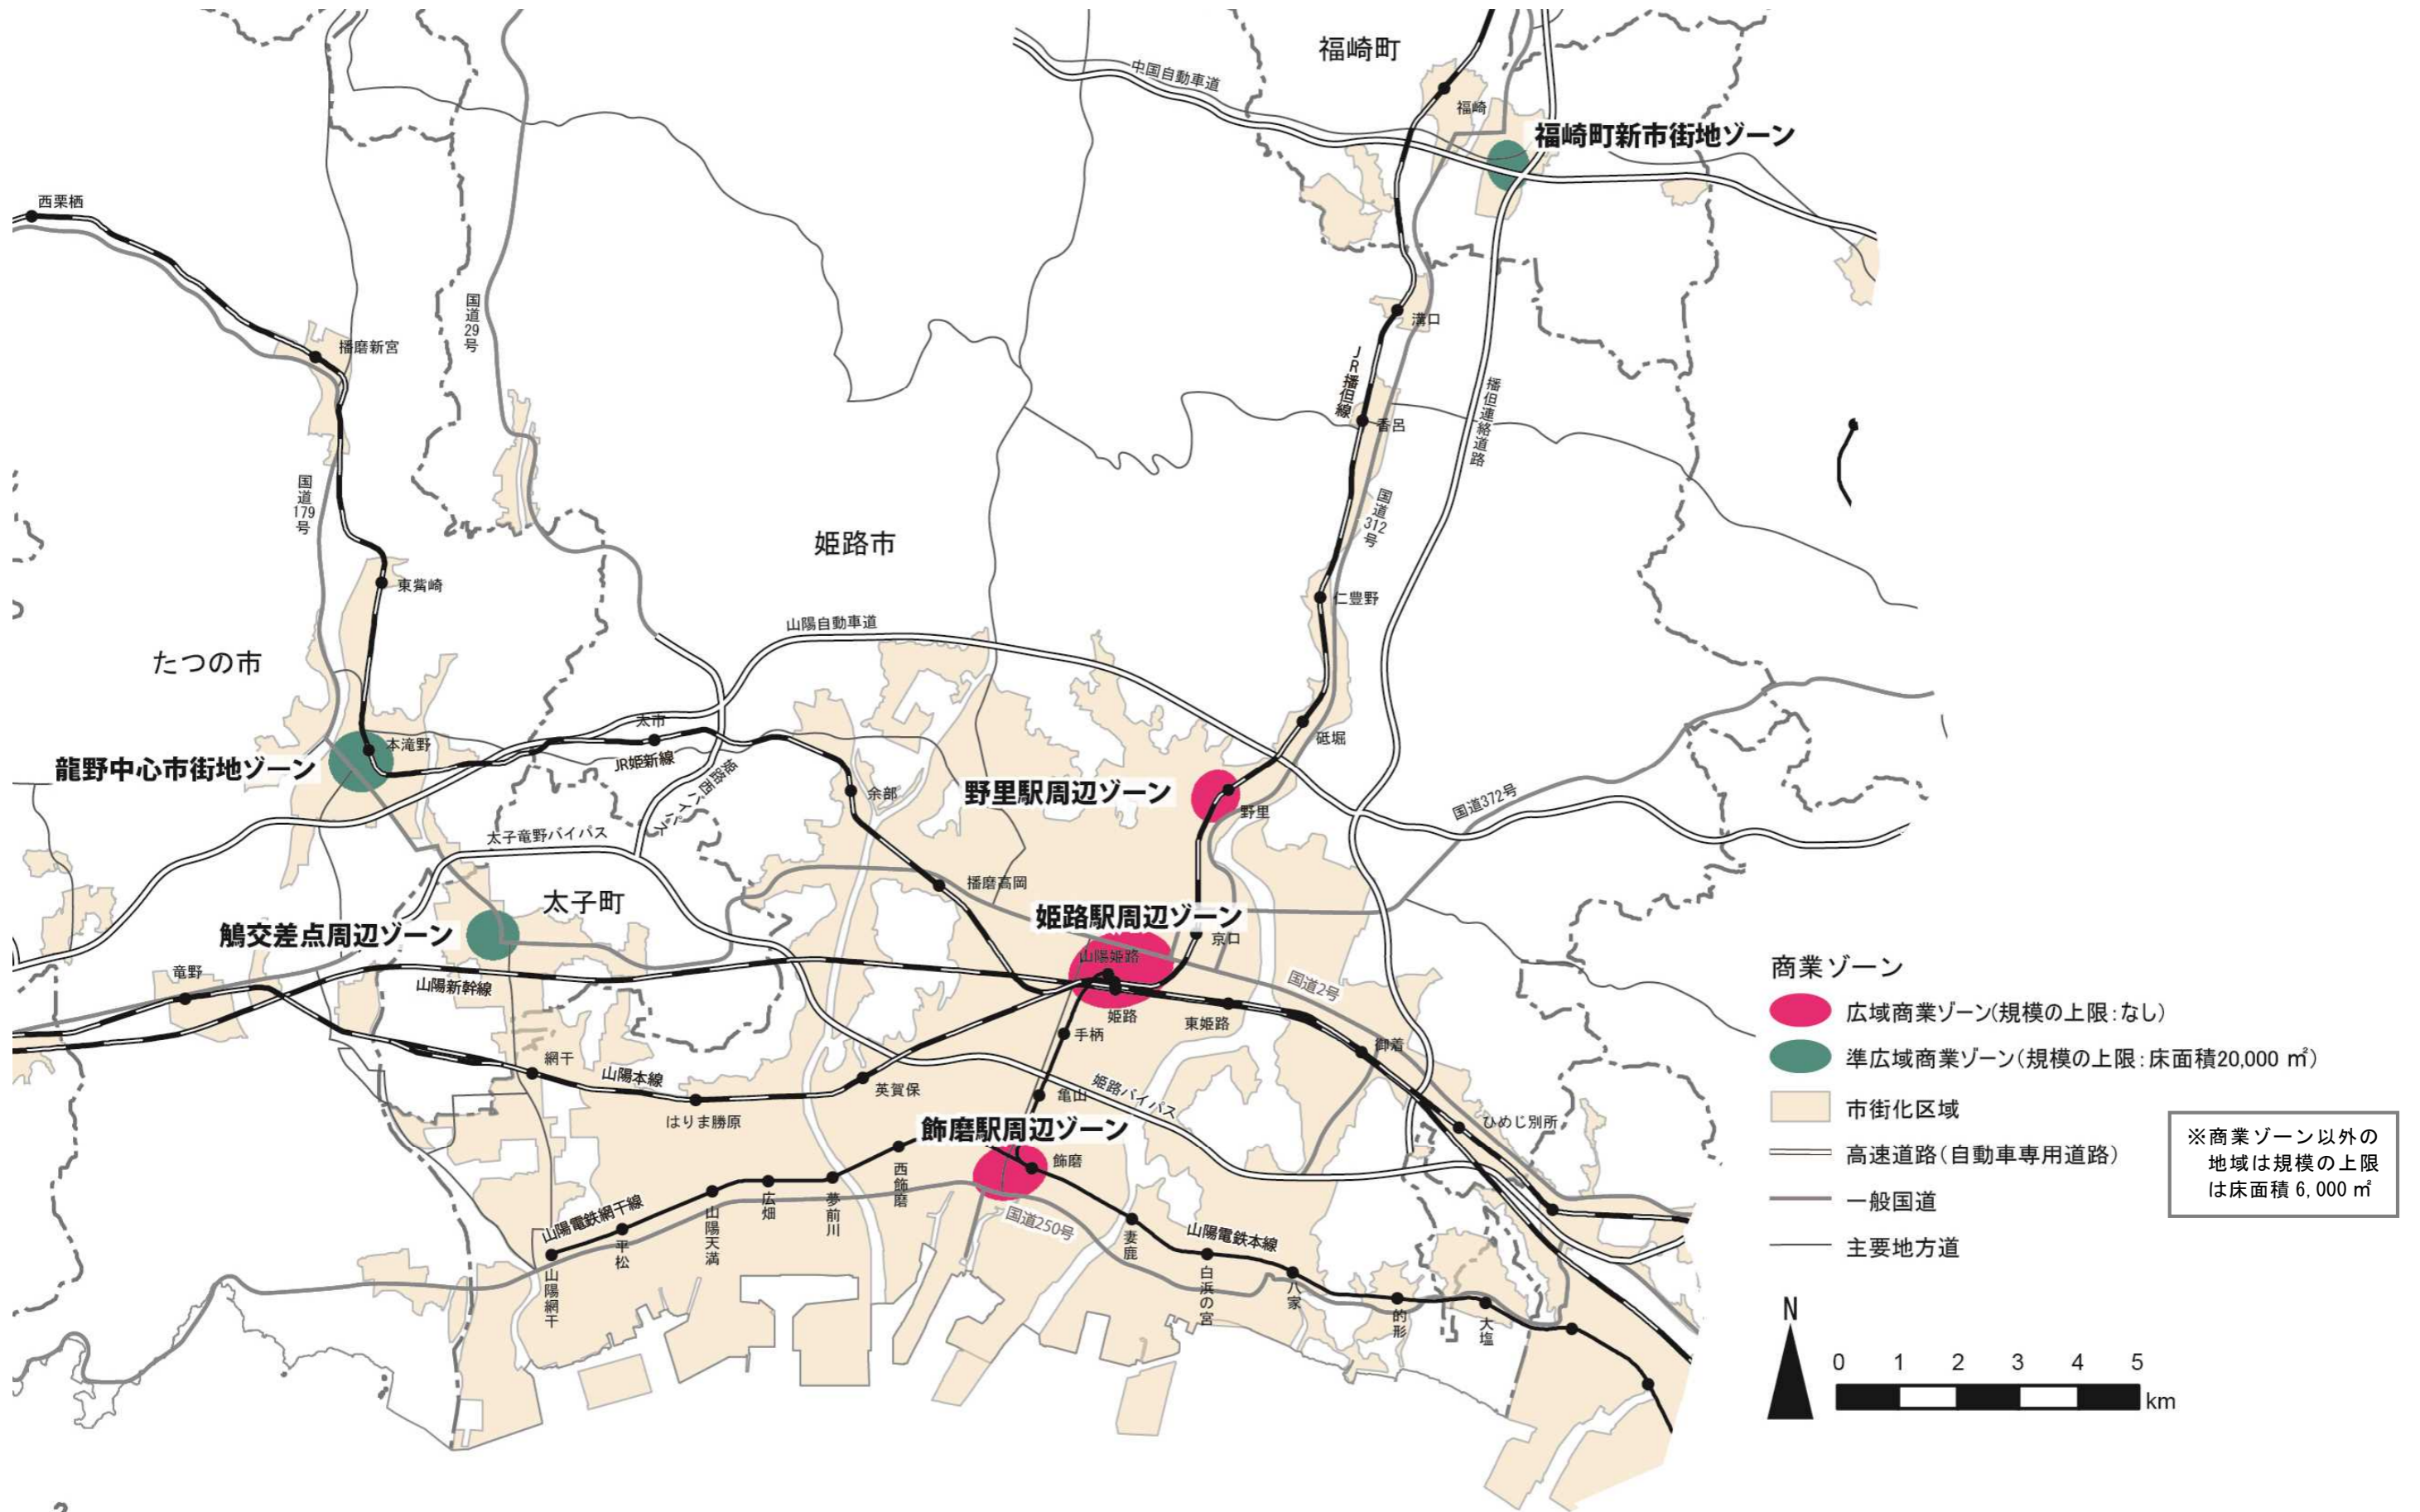 福崎町
中国自動車道
福崎
福崎町新市街地ゾーン
西栗栖
国道29号
溝口
播磨新宮
JR播但線
播但連絡道路
香呂
国道179号
国道312号
姫路市
東觜崎
仁豊野
山陽自動車道
たつの市
太市
砥堀
本滝野
龍野中心市街地ゾーン
JR姫新線
姫路西バイパス
野里駅周辺ゾーン
余部
国道372号
野里
太子竜野バイパス
播磨高岡
太子町
姫路駅周辺ゾーン
鵤交差点周辺ゾーン
京口
山陽姫路
竜野
山陽新幹線
国道2号
姫路
東姫路
手柄
御着
網干
山陽本線
英賀保
亀山
姫路バイパス
はりま勝原
飾磨駅周辺ゾーン
ひめじ別所
飾磨
西飾磨
広畑
夢前川
山陽天満
山陽電鉄網干線
平松
国道250号
妻鹿
山陽電鉄本線
山陽網干
白浜の宮
八家
的形
大塩
商業ゾーン
広域商業ゾーン(規模の上限：なし)
準広域商業ゾーン(規模の上限：床面積20,000 ㎡)
市街化区域
高速道路(自動車専用道路)
一般国道
主要地方道
※商業ゾーン以外の
地域は規模の上限
は床面積 6,000 ㎡
N
0 1 2 3 4 5
km